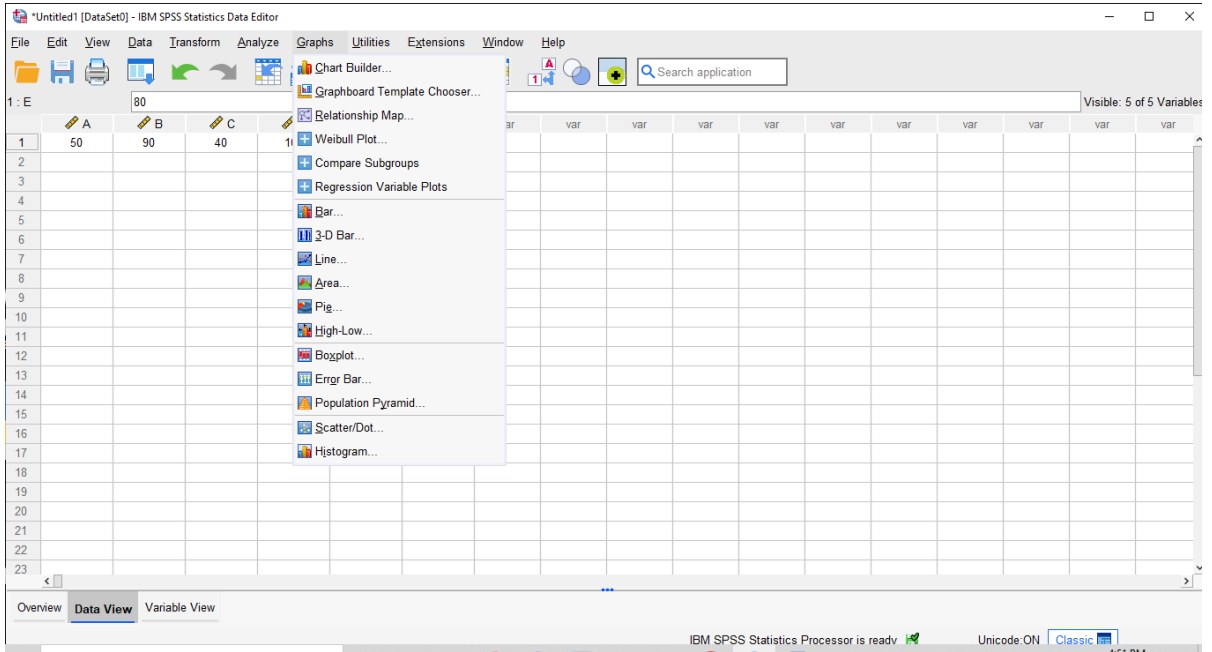 *Untitled1 [DataSet0] - IBM SPSS Statistics Data Editor
File Edit View Data Transform Analyze Graphs Utilities Extensions Window Help
Search application
1 : E 80 Visible: 5 of 5 Variables
A B C var var var var var var var var var
1 50 90 40
2
3
4
5
6
7
8
9
10
11
12
13
14
15
16
17
18
19
20
21
22
23
Chart Builder...
Graphboard Template Chooser...
Relationship Map...
Weibull Plot...
Compare Subgroups
Regression Variable Plots
Bar...
3-D Bar...
Line...
Area...
Pie...
High-Low...
Boxplot...
Error Bar...
Population Pyramid...
Scatter/Dot...
Histogram...
Overview Data View Variable View
IBM SPSS Statistics Processor is ready Unicode:ON Classic